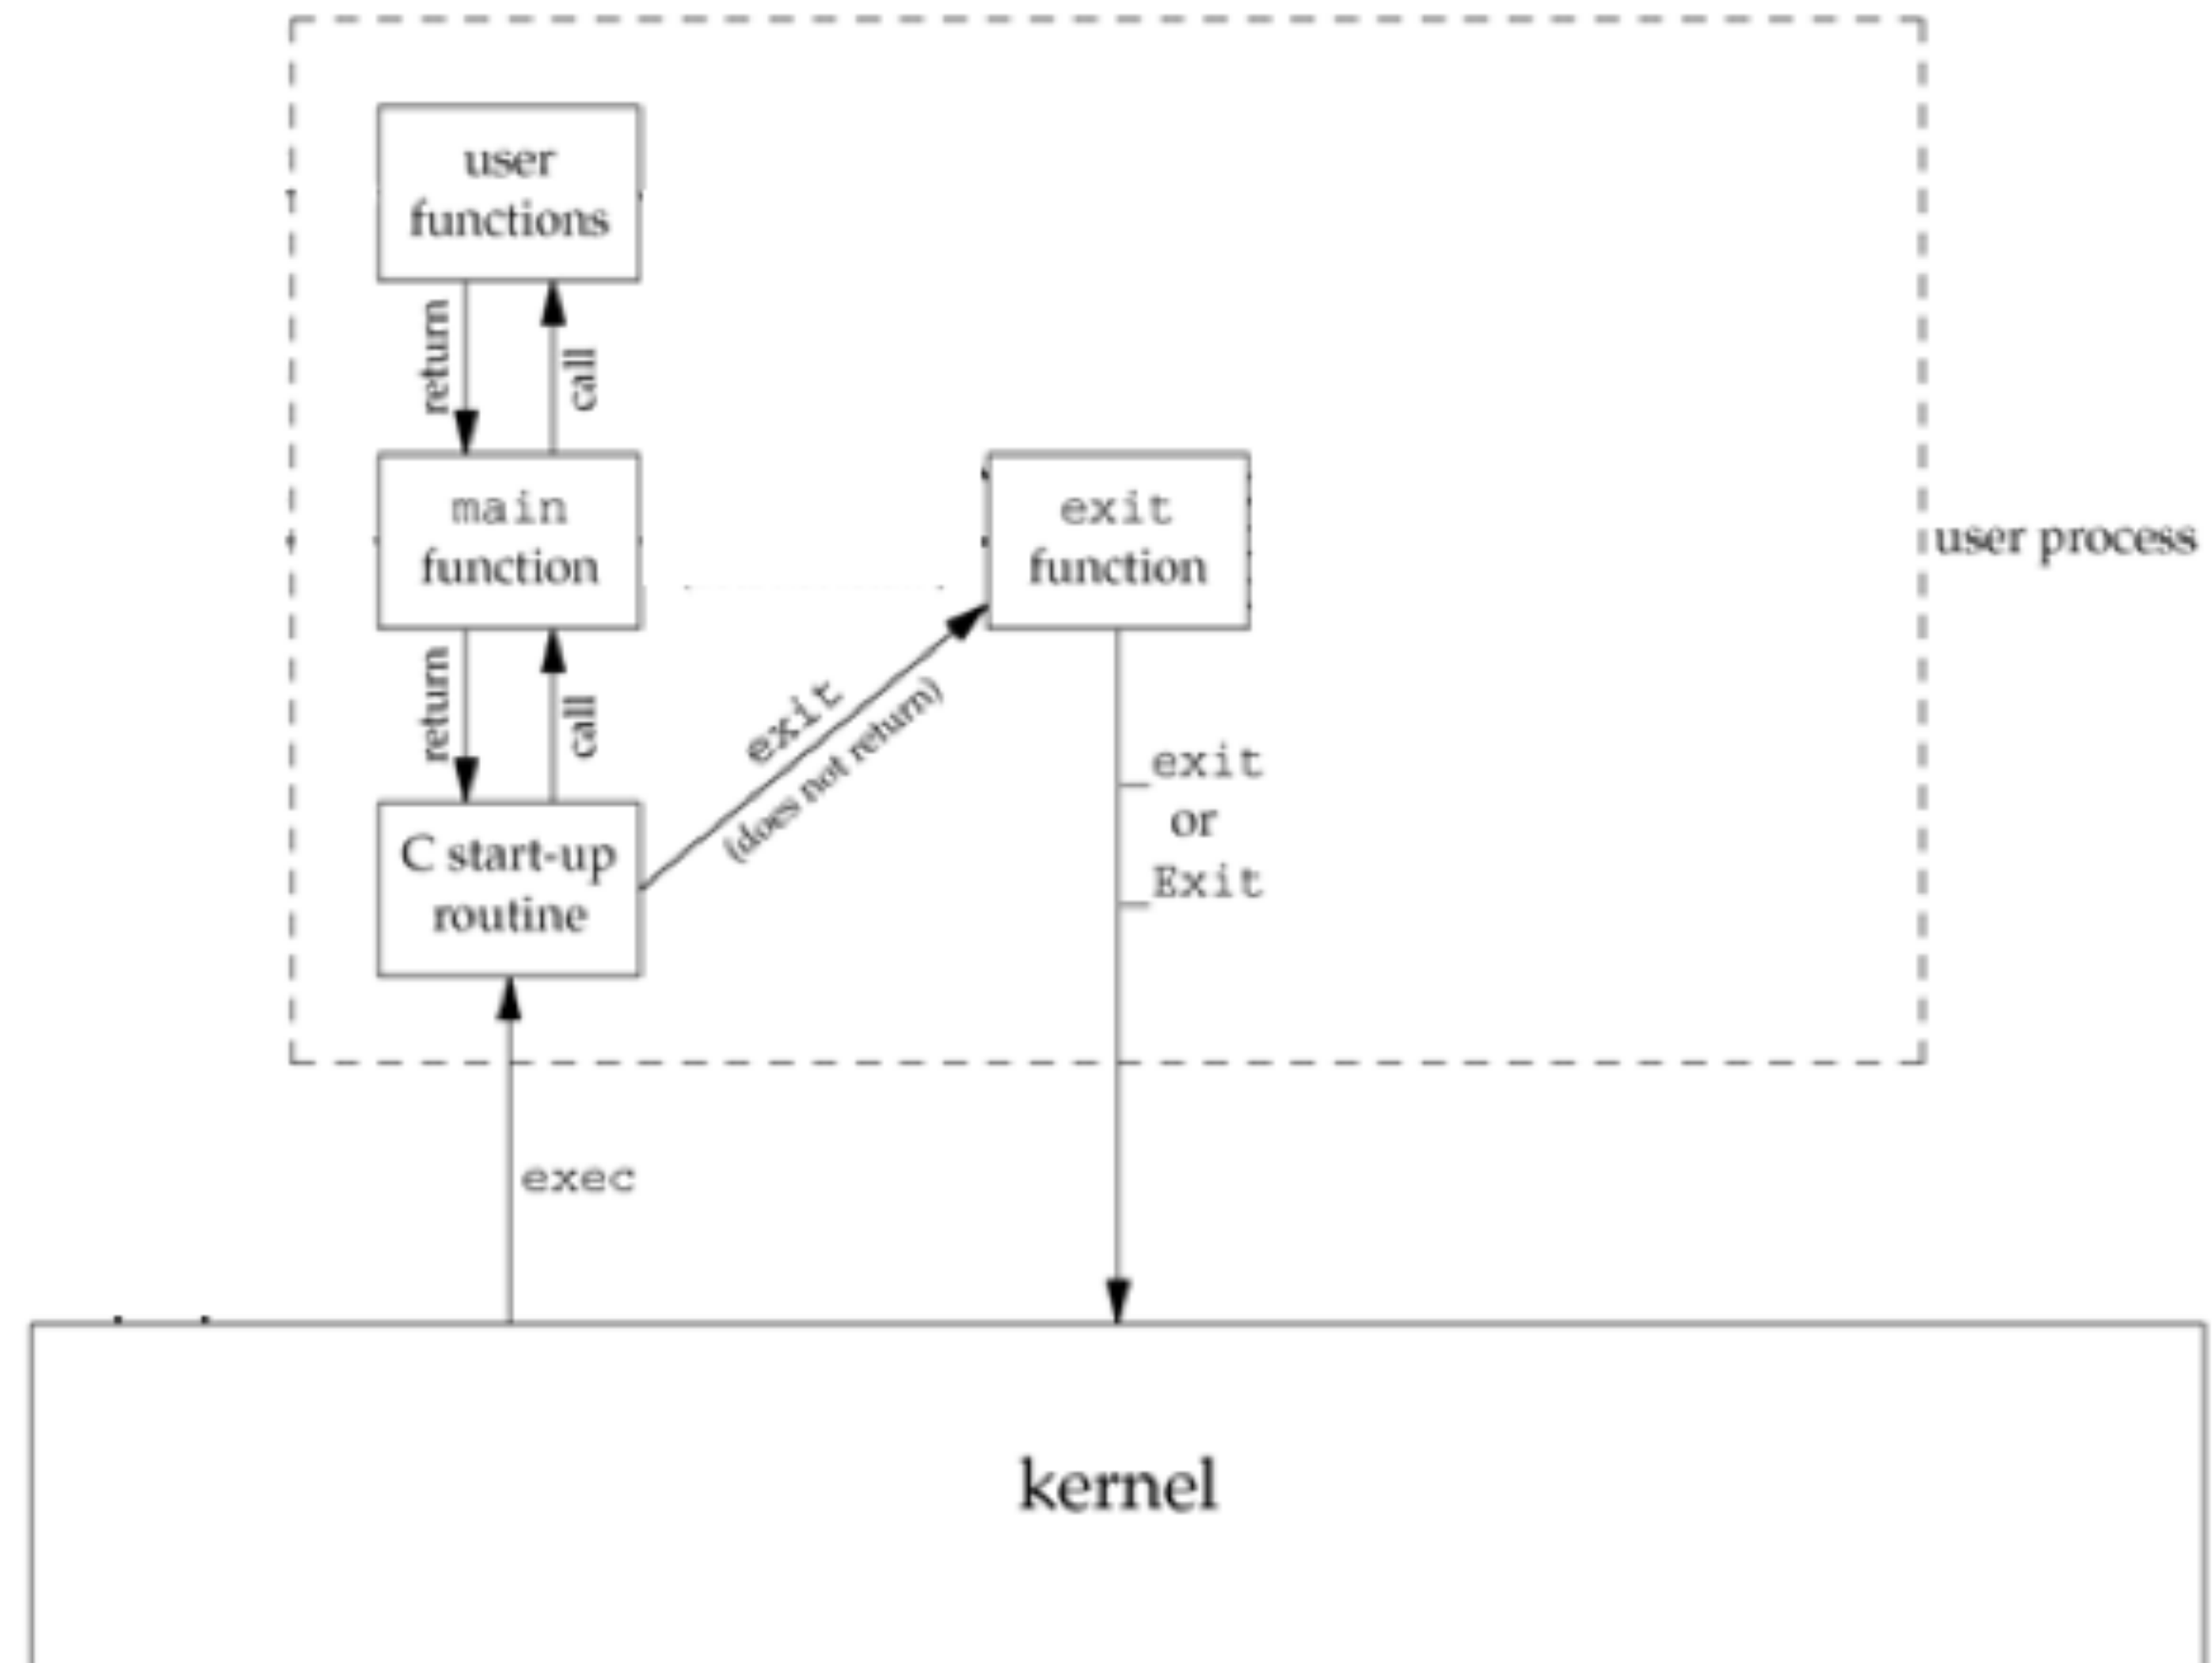 user
functions
return
call
main
function
exit
function
user process
return
call
exit
(does not return)
_exit
or
_Exit
C start-up
routine
exec
kernel